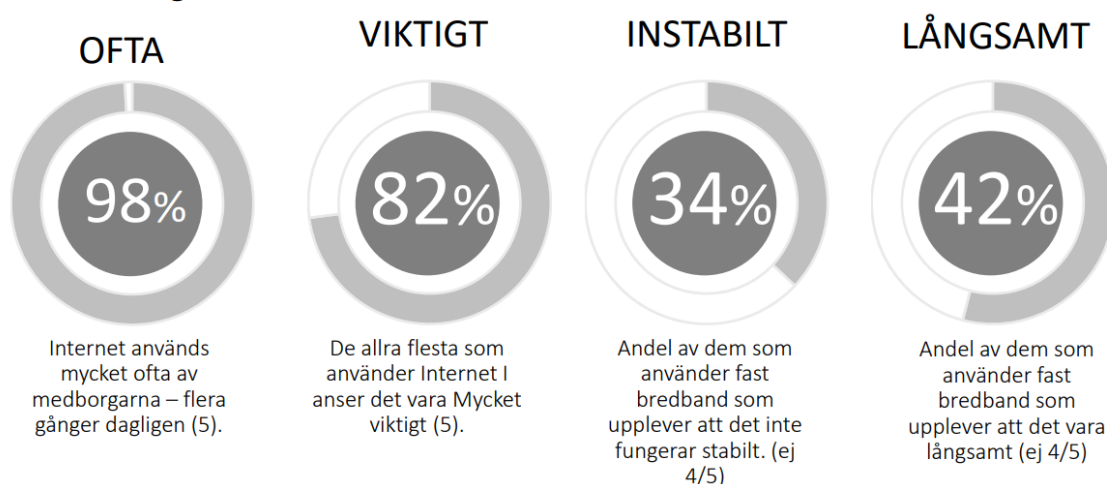 OFTA
98%
Internet används
mycket ofta av
medborgarna – flera
gånger dagligen (5).
VIKTIGT
82%
De allra flesta som
använder Internet I
anser det vara Mycket
viktigt (5).
INSTABILT
34%
Andel av dem som
använder fast
bredband som
upplever att det inte
fungerar stabilt. (ej
4/5)
LÅNGSAMT
42%
Andel av dem som
använder fast
bredband som
upplever att det vara
långsamt (ej 4/5)